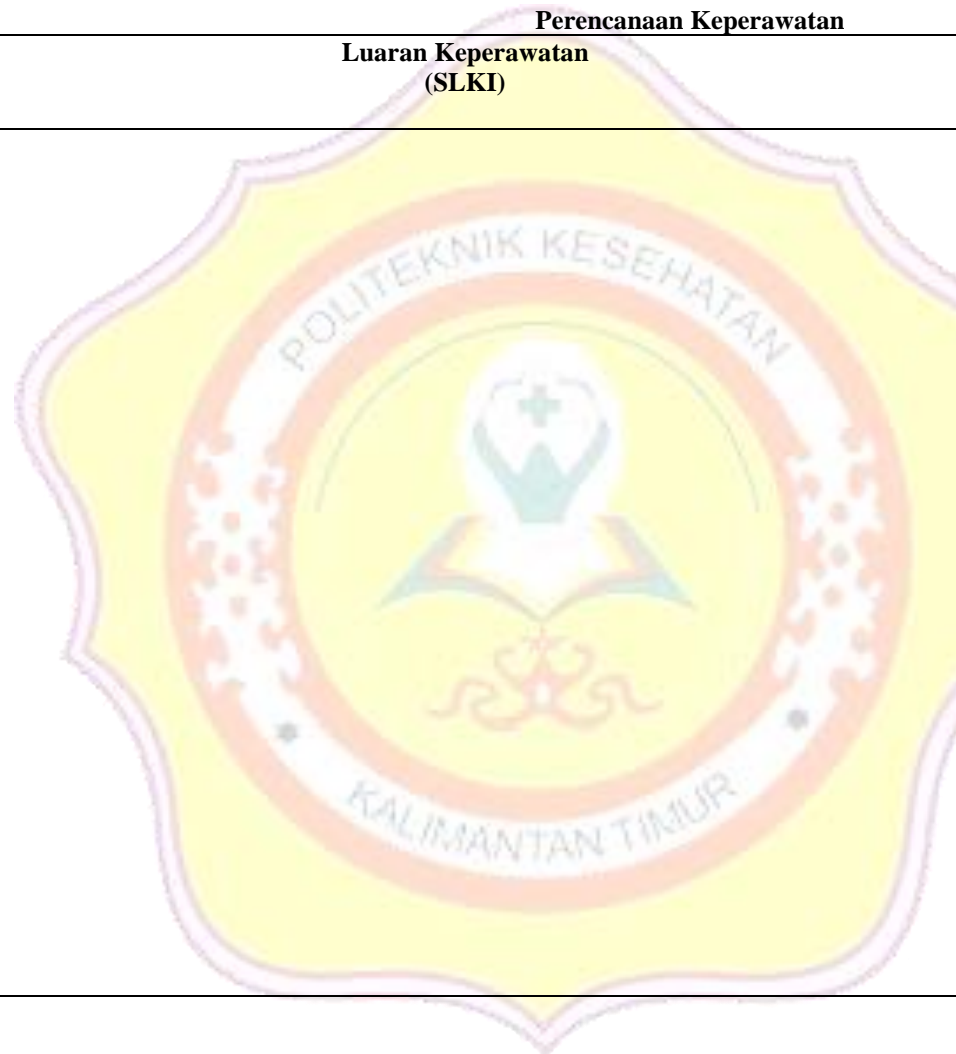 Perencanaan Keperawatan
Luaran Keperawatan
(SLKI)
POLITEKNIK KESEHATAN
KALIMANTAN TIMUR